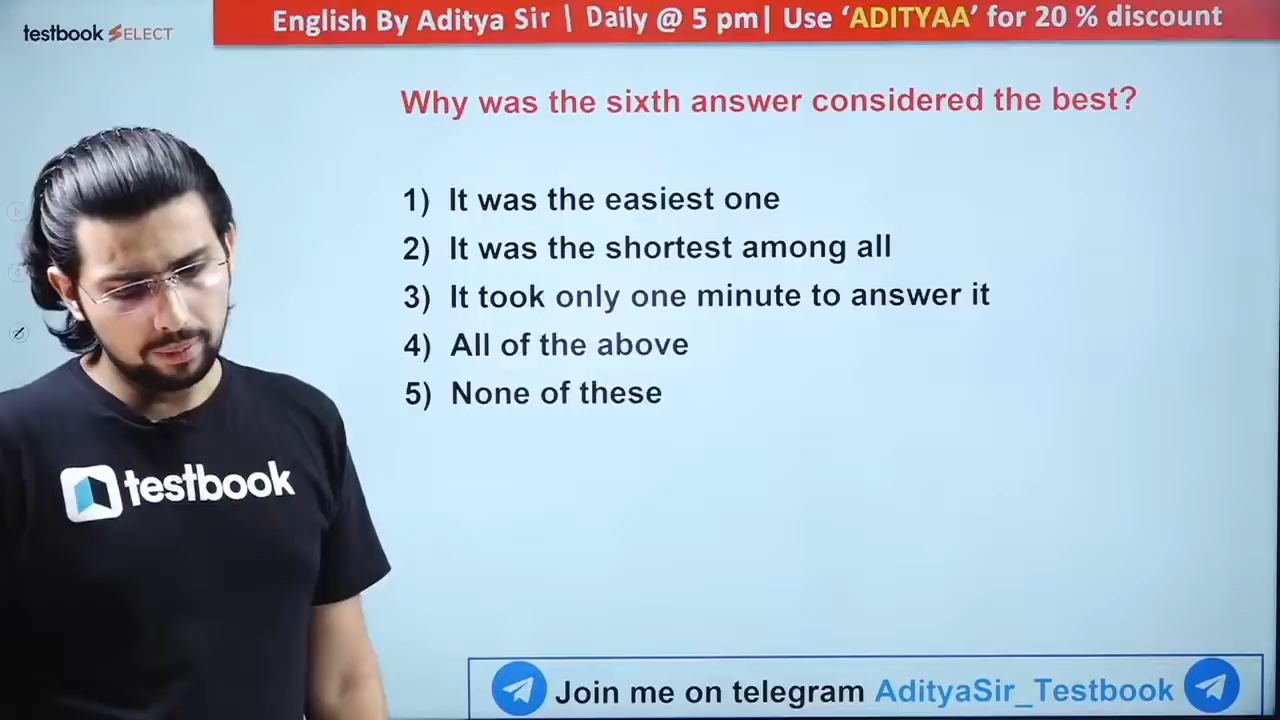 testbook SELECT
English By Aditya Sir | Daily @ 5 pm| Use ‘ADITYAA’ for 20 % discount
Why was the sixth answer considered the best?
1) It was the easiest one
2) It was the shortest among all
3) It took only one minute to answer it
4) All of the above
5) None of these
testbook
Join me on telegram AdityaSir_Testbook